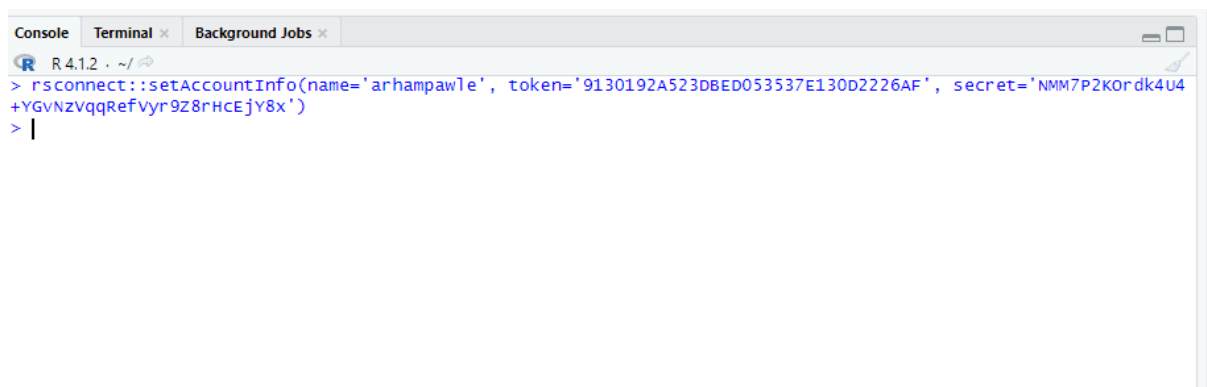 Console Terminal Background Jobs
R R 4.1.2 · ~/
> rsconnect::setAccountInfo(name='arhampawle', token='9130192A523DBED053537E130D2226AF', secret='NMM7P2KOrdk4U4
+YGvNzVqqRefVyr9Z8rHcEjY8x')
>